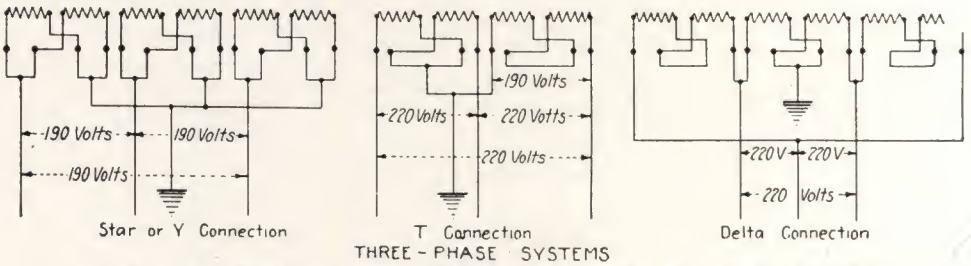 190 Volts
190 Volts
190 Volts
Star or Y Connection
190 Volts
220 Volts
220 Volts
220 Volts
T Connection
220 V
220 V
220 Volts
Delta Connection
THREE-PHASE SYSTEMS